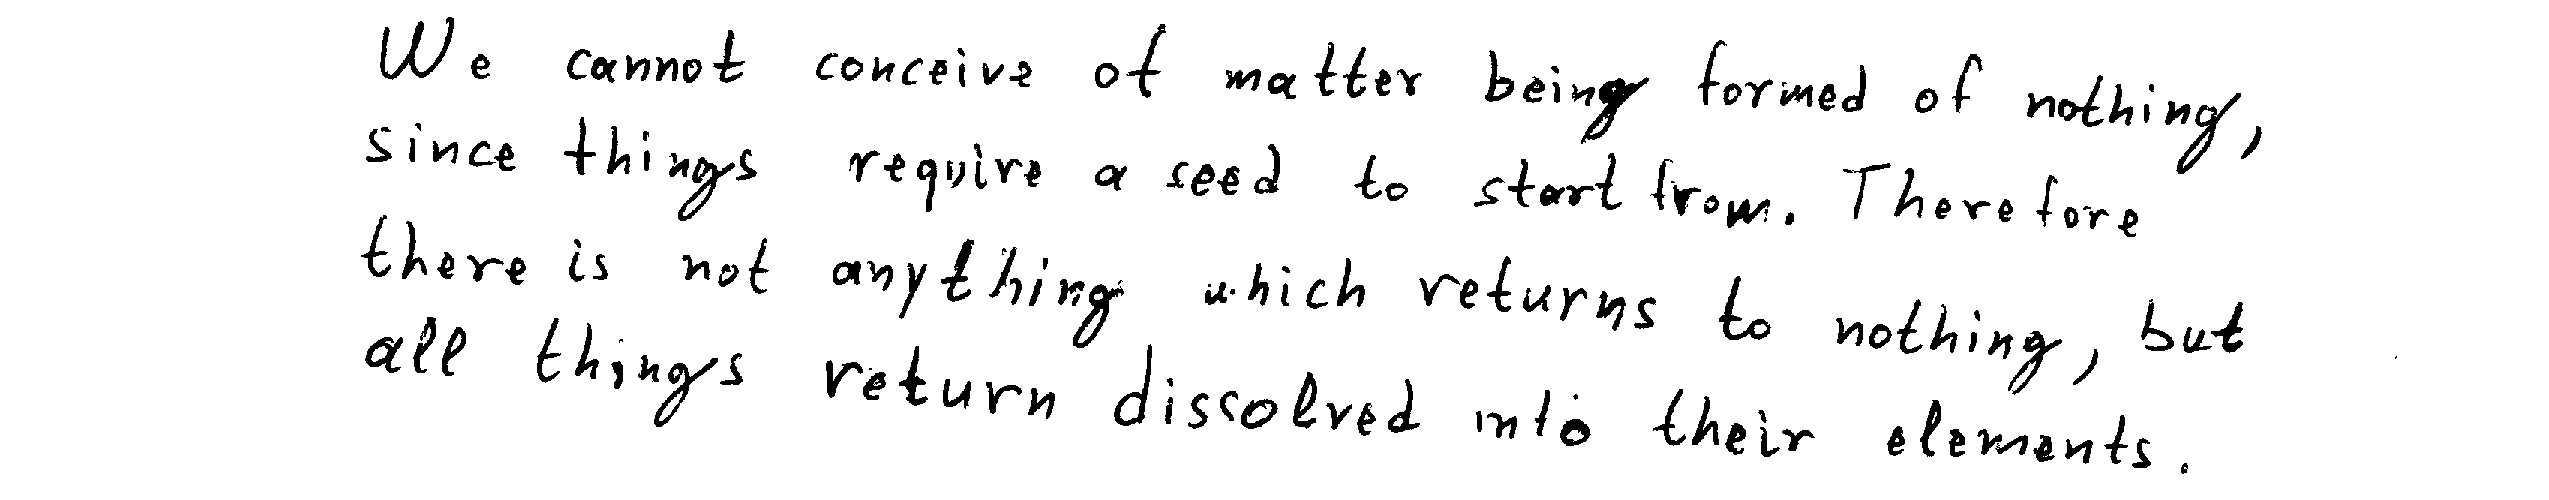 We cannot conceive of matter being formed of nothing,
since things require a seed to start from. Therefore
there is not anything which returns to nothing, but
all things return dissolved into their elements.